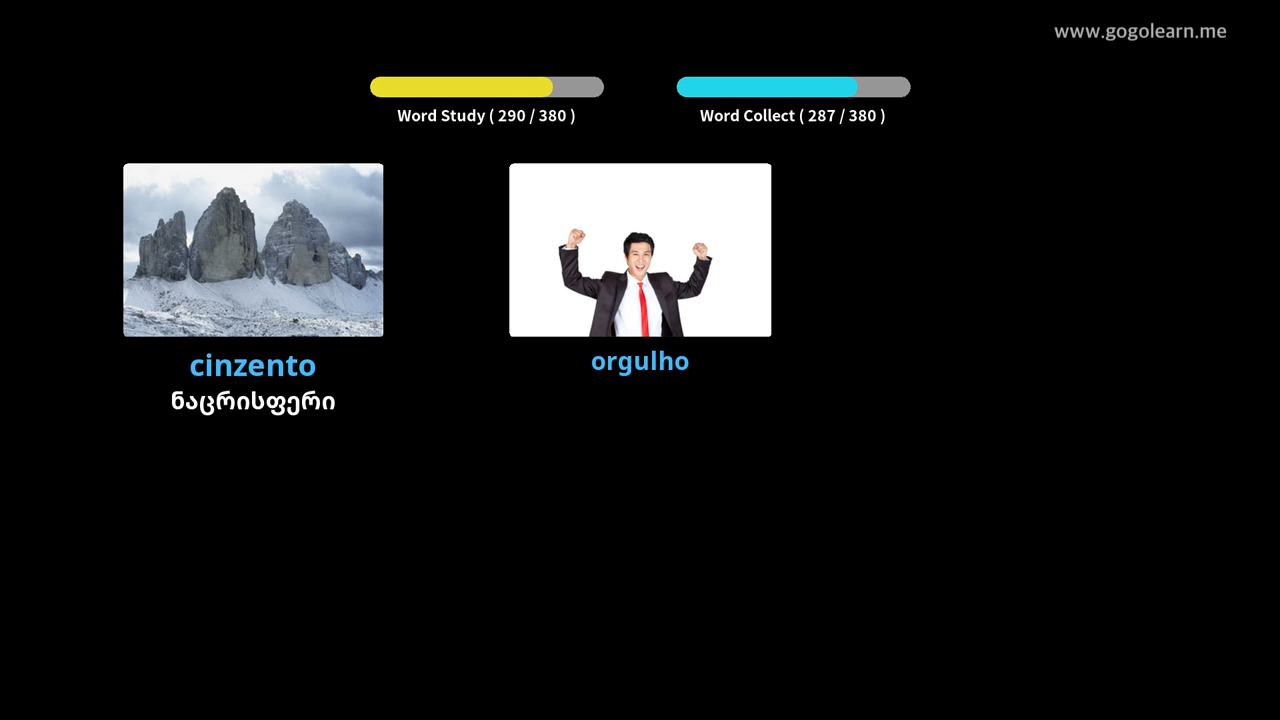 www.gogolearn.me
Word Study ( 290 / 380 )
Word Collect ( 287 / 380 )
cinzento
ნაცრისფერი
orgulho